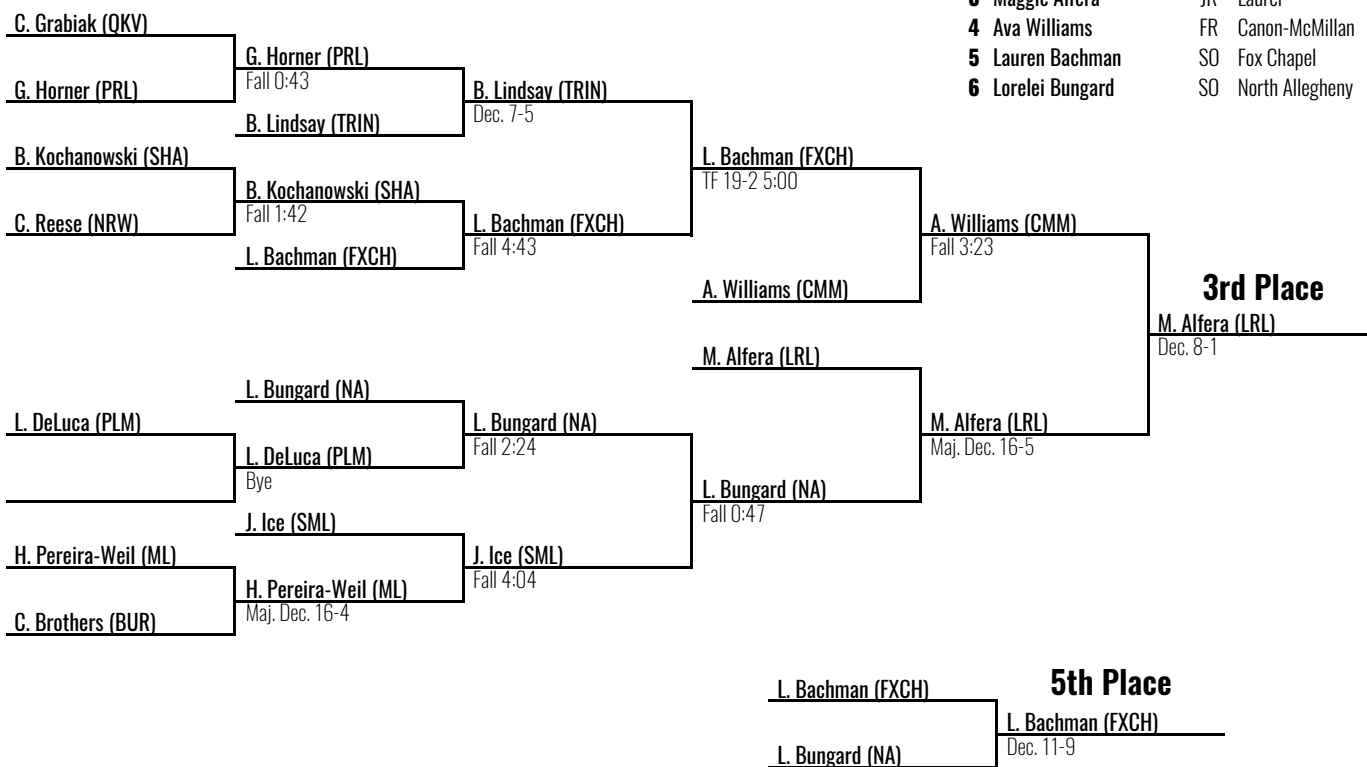 3 Maggie Alfera JR Laurel
4 Ava Williams FR Canon-McMillan
5 Lauren Bachman SO Fox Chapel
6 Lorelei Bungard SO North Allegheny
C. Grabiak (QKV)
G. Horner (PRL)
G. Horner (PRL)
Fall 0:43
B. Lindsay (TRIN)
B. Lindsay (TRIN)
Dec. 7-5
B. Kochanowski (SHA)
C. Reese (NRW)
B. Kochanowski (SHA)
Fall 1:42
L. Bachman (FXCH)
L. Bachman (FXCH)
Fall 4:43
L. Bachman (FXCH)
TF 19-2 5:00
A. Williams (CMM)
A. Williams (CMM)
Fall 3:23
3rd Place
M. Alfera (LRL)
Dec. 8-1
M. Alfera (LRL)
M. Alfera (LRL)
Maj. Dec. 16-5
L. Bungard (NA)
L. DeLuca (PLM)
L. DeLuca (PLM)
Bye
L. Bungard (NA)
Fall 2:24
L. Bungard (NA)
Fall 0:47
J. Ice (SML)
J. Ice (SML)
Fall 4:04
H. Pereira-Weil (ML)
C. Brothers (BUR)
H. Pereira-Weil (ML)
Maj. Dec. 16-4
5th Place
L. Bachman (FXCH)
L. Bungard (NA)
L. Bachman (FXCH)
Dec. 11-9